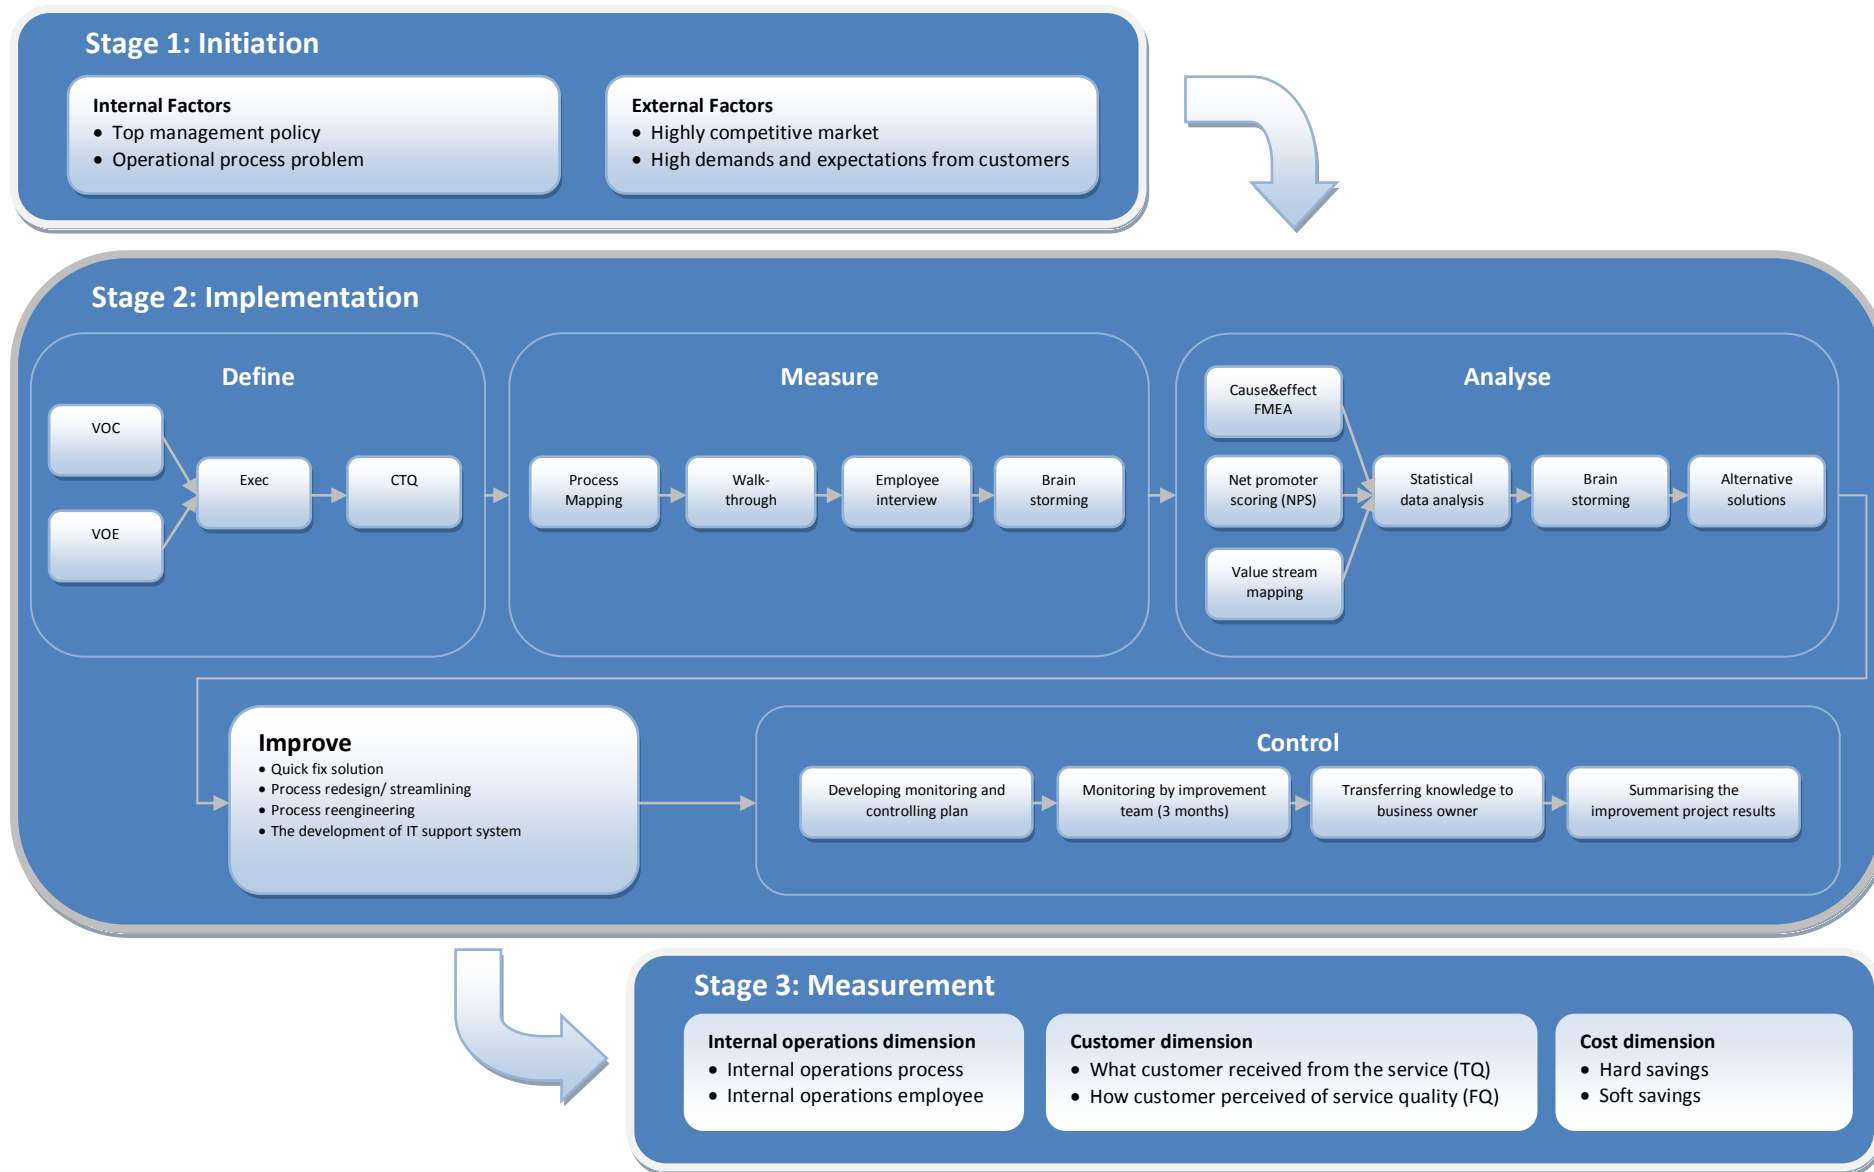 Stage 1: Initiation
Internal Factors
• Top management policy
• Operational process problem
External Factors
• Highly competitive market
• High demands and expectations from customers
Stage 2: Implementation
Define
VOC
VOE
Exec
CTQ
Measure
Process
Mapping
Walk-
through
Employee
interview
Brain
storming
Analyse
Cause&effect
FMEA
Net promoter
scoring (NPS)
Value stream
mapping
Statistical
data analysis
Brain
storming
Alternative
solutions
Improve
• Quick fix solution
• Process redesign/ streamlining
• Process reengineering
• The development of IT support system
Control
Developing monitoring and
controlling plan
Monitoring by improvement
team (3 months)
Transferring knowledge to
business owner
Summarising the
improvement project results
Stage 3: Measurement
Internal operations dimension
• Internal operations process
• Internal operations employee
Customer dimension
• What customer received from the service (TQ)
• How customer perceived of service quality (FQ)
Cost dimension
• Hard savings
• Soft savings